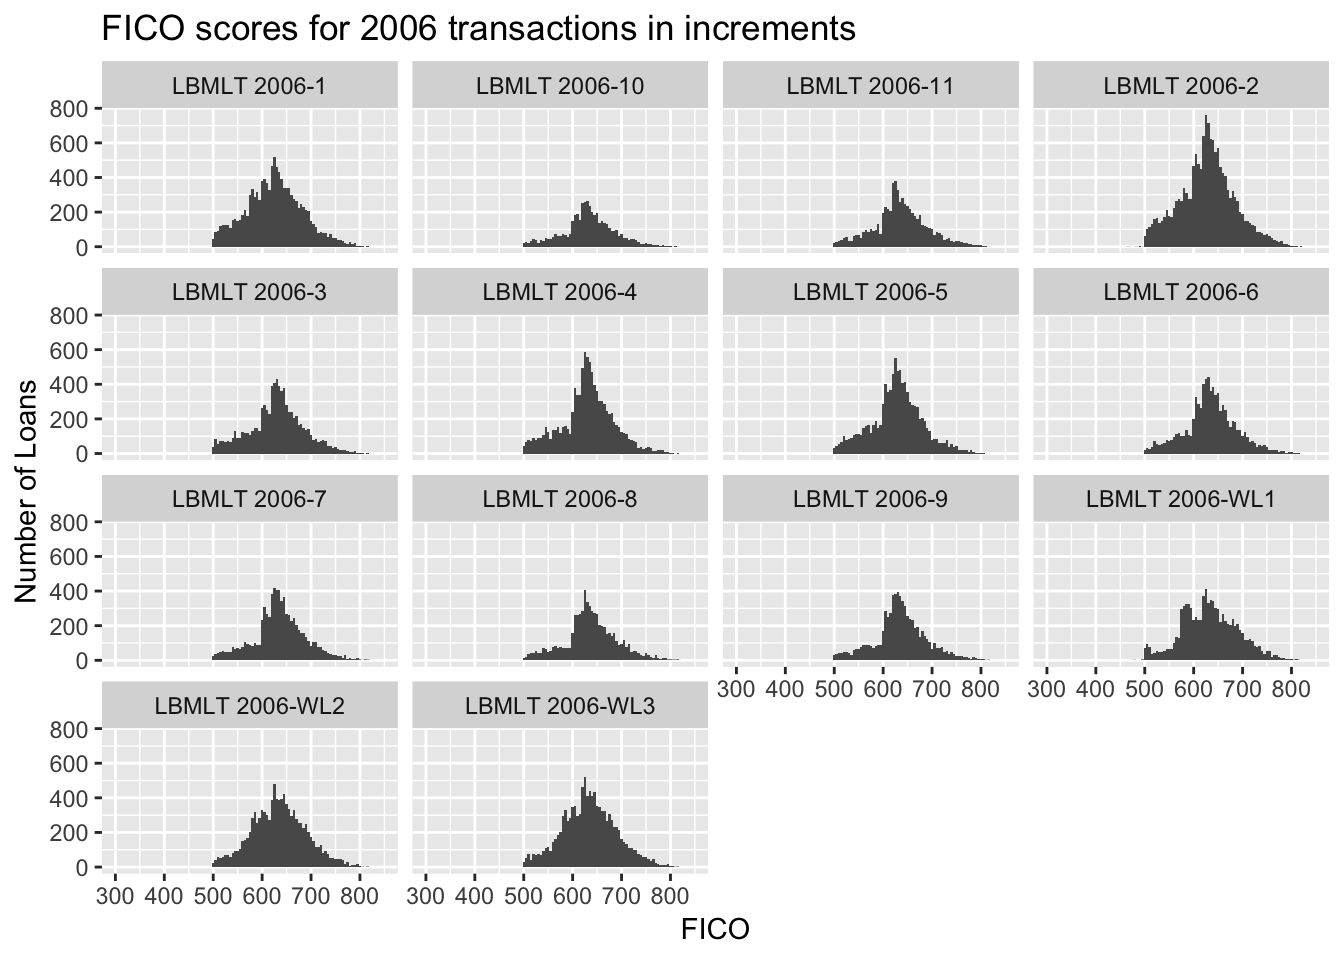 FICO scores for 2006 transactions in increments
LBMLT 2006-1 LBMLT 2006-10 LBMLT 2006-11 LBMLT 2006-2
800
600
400
200
0
LBMLT 2006-3 LBMLT 2006-4 LBMLT 2006-5 LBMLT 2006-6
800
600
400
200
0
Number of Loans
LBMLT 2006-7 LBMLT 2006-8 LBMLT 2006-9 LBMLT 2006-WL1
800
600
400
200
0
300 400 500 600 700 800 300 400 500 600 700 800
LBMLT 2006-WL2 LBMLT 2006-WL3
800
600
400
200
0
300 400 500 600 700 800 300 400 500 600 700 800
FICO